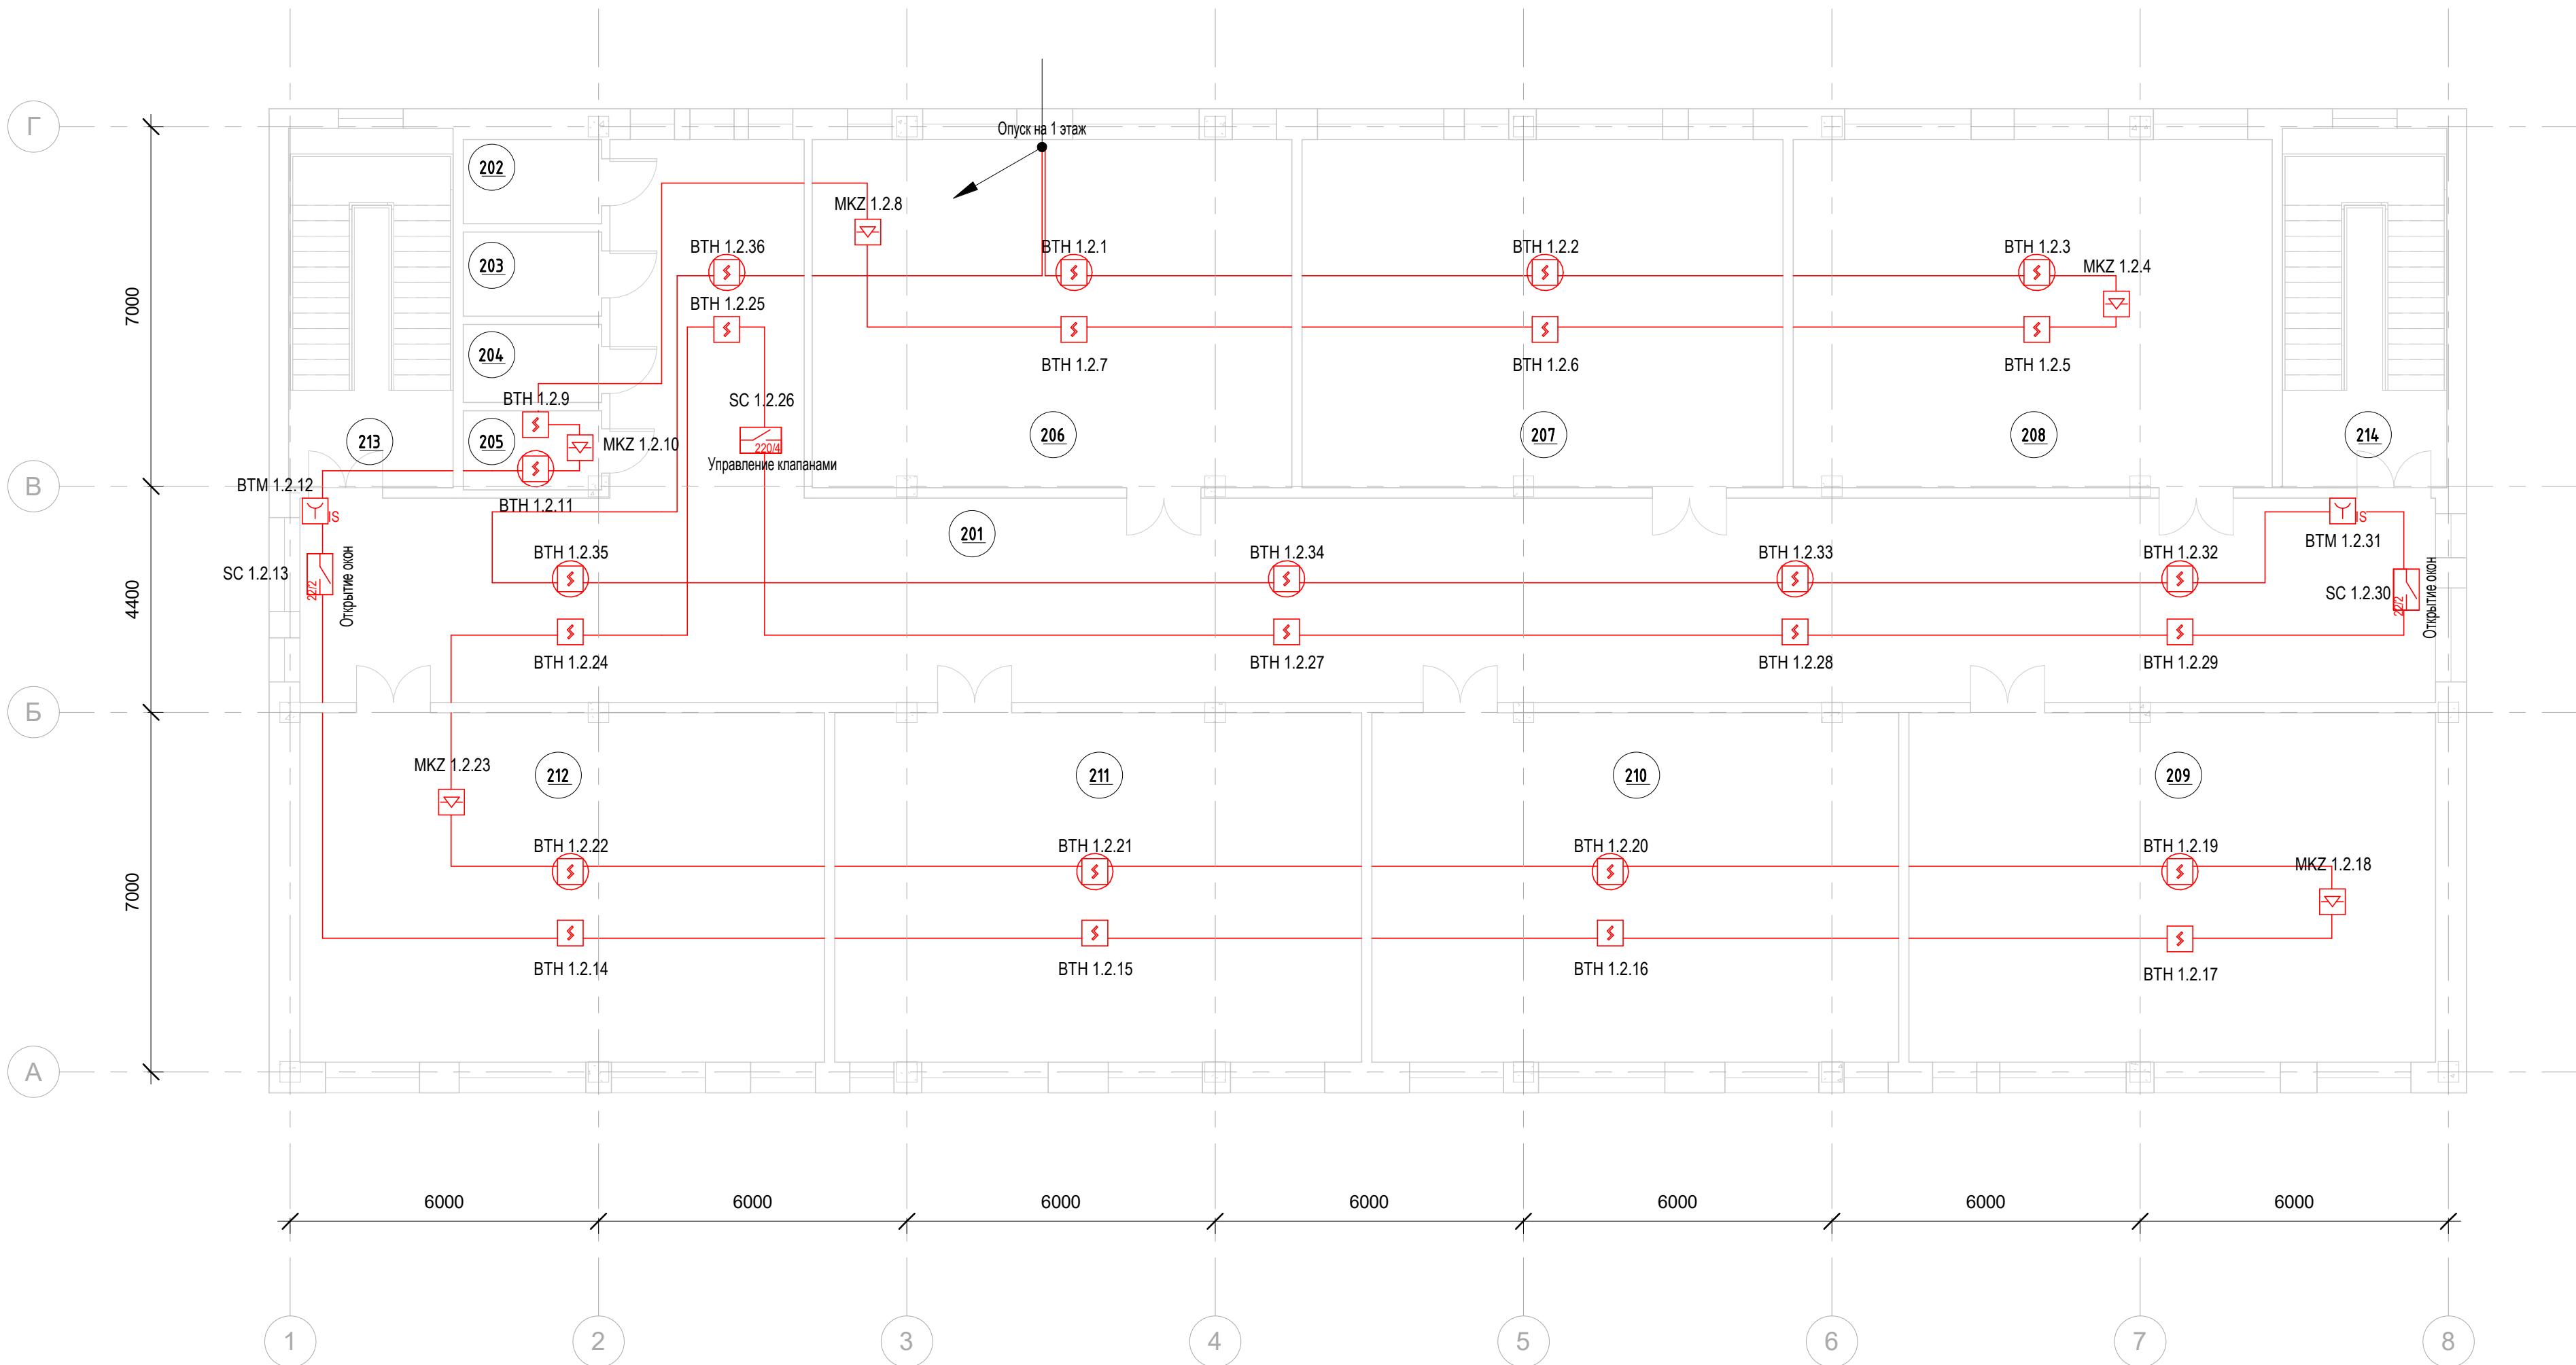 Г
Опуск на 1 этаж
202
MKZ 1.2.8
BTH 1.2.36
BTH 1.2.1
BTH 1.2.2
BTH 1.2.3
203
MKZ 1.2.4
BTH 1.2.25
7000
204
BTH 1.2.7
BTH 1.2.6
BTH 1.2.5
BTH 1.2.9
SC 1.2.26
213
205
MKZ 1.2.10
220/4
206
207
208
214
Управление клапанами
В
BTM 1.2.12
BTH 1.2.11
IS
201
IS
BTM 1.2.31
BTH 1.2.35
BTH 1.2.34
BTH 1.2.33
BTH 1.2.32
SC 1.2.13
22/2
Открытие окон
4400
SC 1.2.30
22/2
Открытие окон
BTH 1.2.24
BTH 1.2.27
BTH 1.2.28
BTH 1.2.29
Б
MKZ 1.2.23
212
211
210
209
BTH 1.2.22
BTH 1.2.21
BTH 1.2.20
BTH 1.2.19
MKZ 1.2.18
7000
BTH 1.2.14
BTH 1.2.15
BTH 1.2.16
BTH 1.2.17
А
6000
6000
6000
6000
6000
6000
6000
1
2
3
4
5
6
7
8